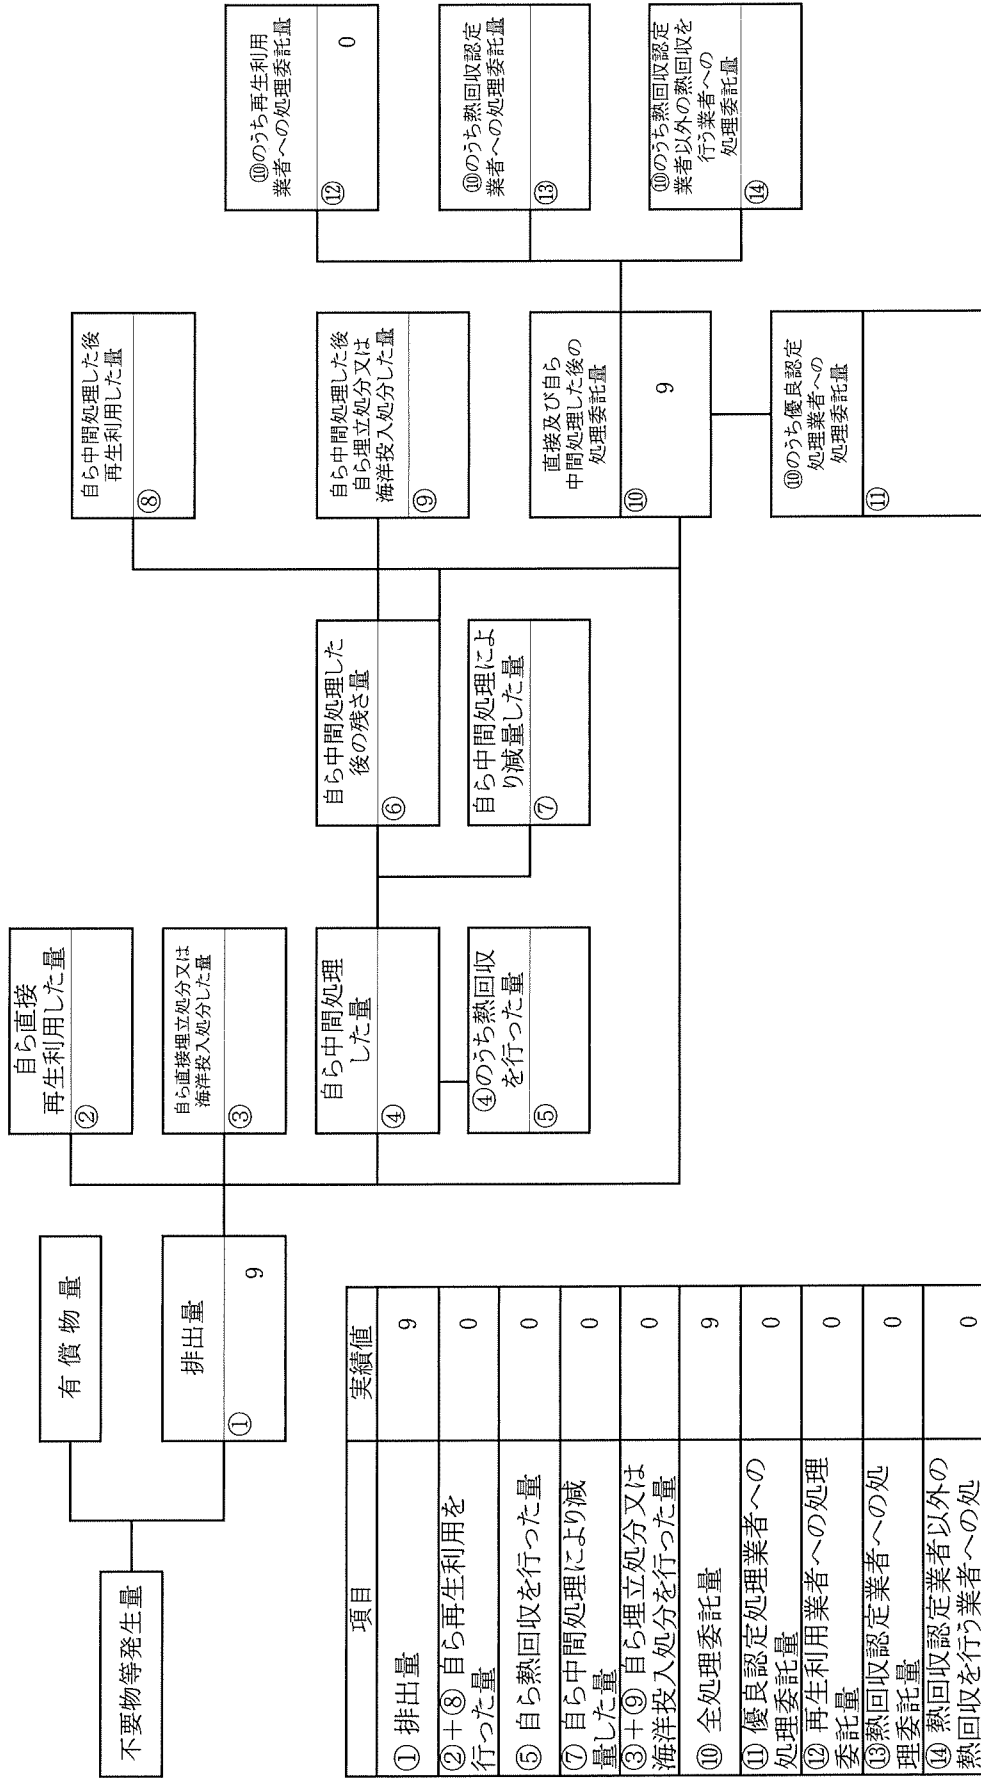 不要物等発生量
有償物量
排出量
① 9
自ら直接
再生利用した量
②
自ら直接埋立処分又は
海洋投入処分した量
③
自ら中間処理
した量
④
④のうち熱回収
を行った量
⑤
自ら中間処理した
後の残さ量
⑥
自ら中間処理によ
り減量した量
⑦
自ら中間処理した後
再生利用した量
⑧
自ら中間処理した後
自ら埋立処分又は
海洋投入処分した量
⑨
直接及び自ら
中間処理した後の
処理委託量
⑩ 9
⑩のうち優良認定
処理業者への
処理委託量
⑪
⑩のうち再生利用
業者への処理委託量
⑫ 0
⑩のうち熱回収認定
業者への処理委託量
⑬
⑩のうち熱回収認定
業者以外の熱回収を
行う業者への
処理委託量
⑭
項目 実績値
① 排出量 9
②+⑧ 自ら再生利用を
行った量 0
⑤ 自ら熱回収を行った量 0
⑦ 自ら中間処理により減
量した量 0
③+⑨ 自ら埋立処分又は
海洋投入処分を行った量 0
⑩ 全処理委託量 9
⑪ 優良認定処理業者への
処理委託量 0
⑫ 再生利用業者への処理
委託量 0
⑬熱回収認定業者への処
理委託量 0
⑭ 熱回収認定業者以外の
熱回収を行う業者への処 0